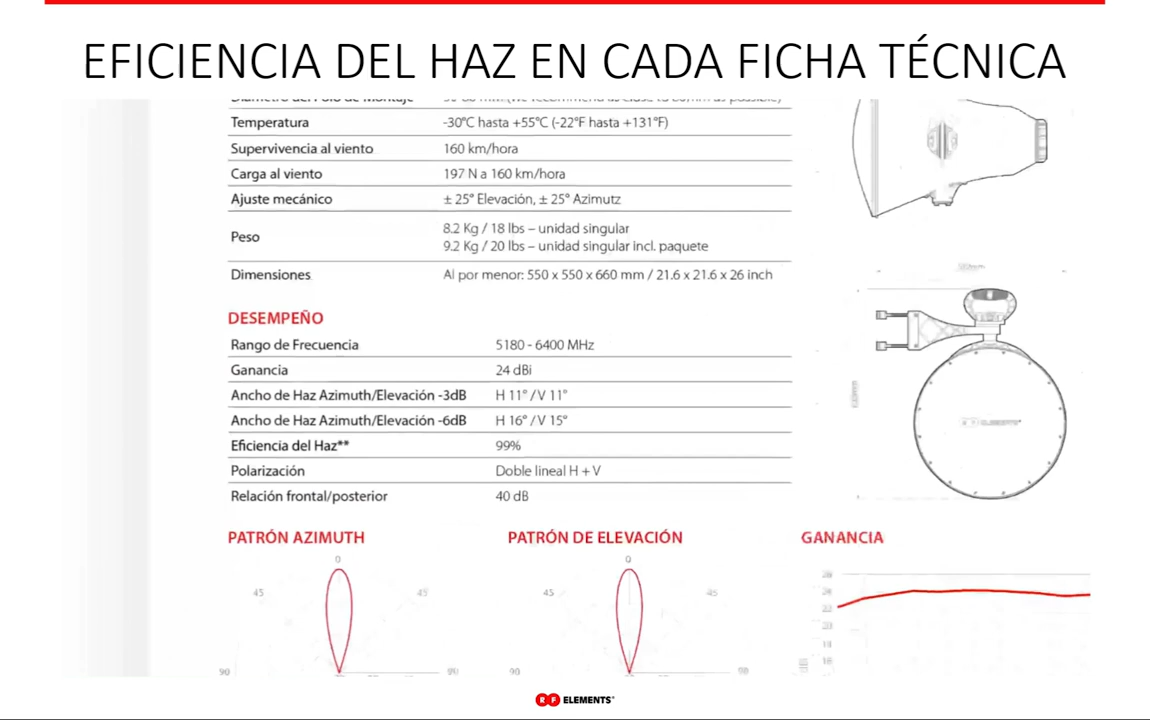 EFICIENCIA DEL HAZ EN CADA FICHA TÉCNICA
Temperatura -30°C hasta +55°C (-22°F hasta +131°F)
Supervivencia al viento 160 km/hora
Carga al viento 197 N a 160 km/hora
Ajuste mecánico ± 25° Elevación, ± 25° Azimutz
Peso 8.2 Kg / 18 lbs – unidad singular
9.2 Kg / 20 lbs – unidad singular incl. paquete
Dimensiones Al por menor: 550 x 550 x 660 mm / 21.6 x 21.6 x 26 inch
DESEMPEÑO
Rango de Frecuencia 5180 - 6400 MHz
Ganancia 24 dBi
Ancho de Haz Azimuth/Elevación -3dB H 11° / V 11°
Ancho de Haz Azimuth/Elevación -6dB H 16° / V 15°
Eficiencia del Haz** 99%
Polarización Doble lineal H + V
Relación frontal/posterior 40 dB
PATRÓN AZIMUTH PATRÓN DE ELEVACIÓN GANANCIA
0 0
45 45 45 45
90 90 90 90
22
20
18
16
RF ELEMENTS